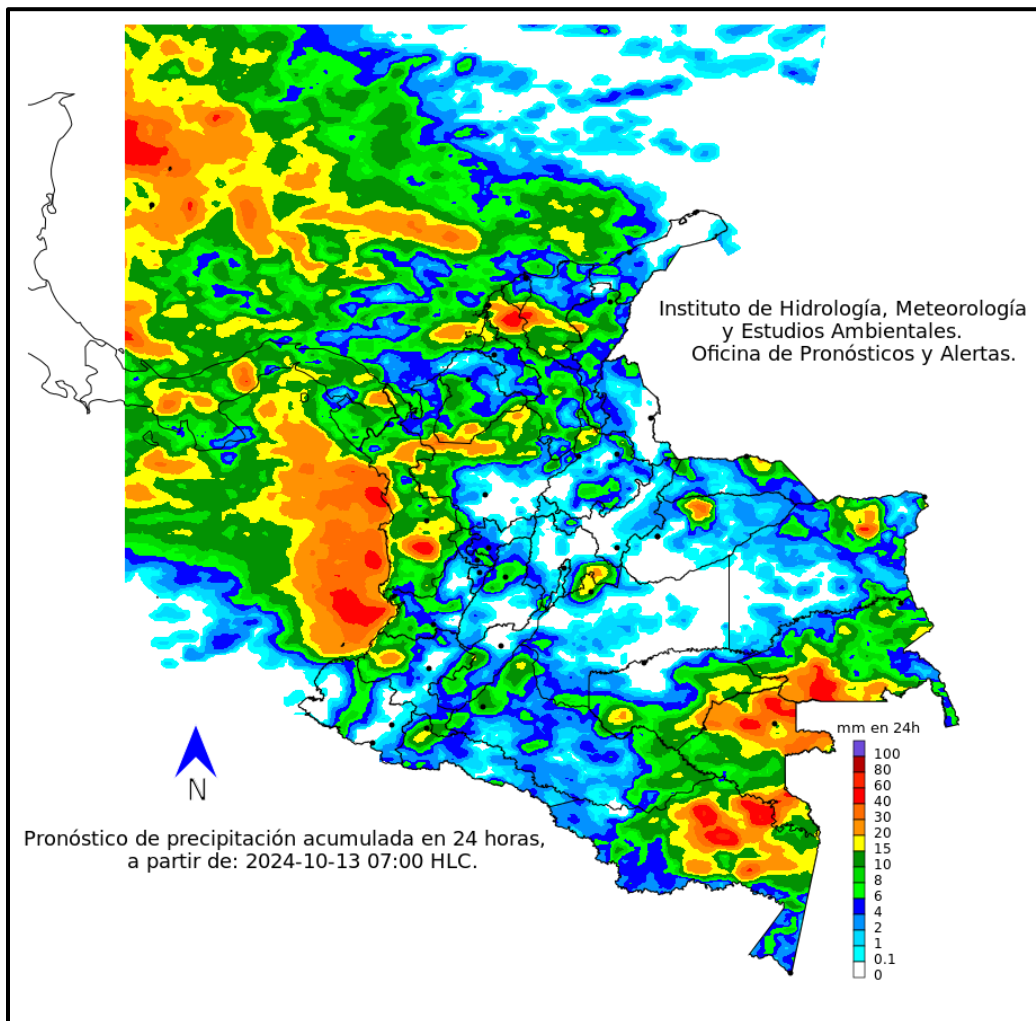 Instituto de Hidrología, Meteorología
y Estudios Ambientales.
Oficina de Pronósticos y Alertas.
mm en 24h
100
80
60
40
30
20
15
10
8
6
4
2
1
0.1
0
N
Pronóstico de precipitación acumulada en 24 horas,
a partir de: 2024-10-13 07:00 HLC.